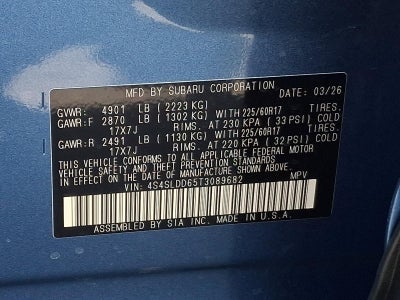 MFD BY SUBARU CORPORATION
DATE: 03/26
GVWR: 4901 LB (2223 KG)
GAWR:F 2870 LB (1302 KG) WITH 225/60R17 TIRES.
17X7J RIMS. AT 230 KPA (33 PSI) COLD
GAWR:R 2491 LB (1130 KG) WITH 225/60R17 TIRES.
17X7J RIMS. AT 220 KPA (32 PSI) COLD
THIS VEHICLE CONFORMS TO ALL APPLICABLE FEDERAL MOTOR
VEHICLE SAFETY AND THEFT PREVENTION STANDARDS
IN EFFECT ON THE DATE OF MANUFACTURE SHOWN ABOVE.
VIN: 4S4SLDD65T3089682 MPV
ASSEMBLED BY SIA INC. MADE IN U.S.A.